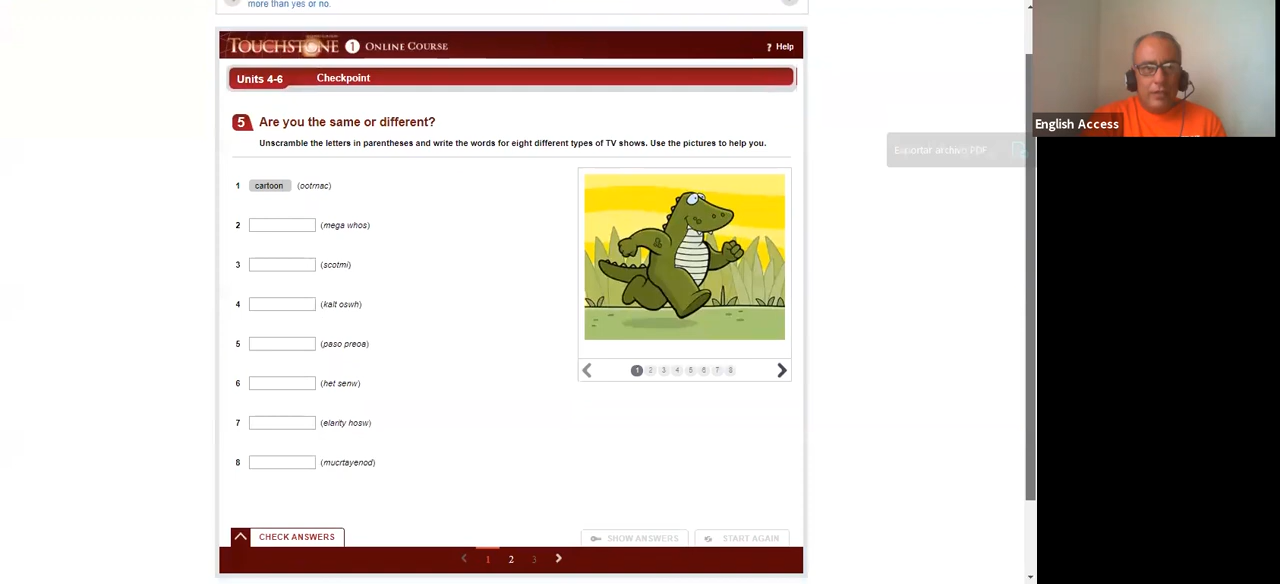 more than yes or no.
TOUCHSTONE 1 ONLINE COURSE
? Help
Units 4-6 Checkpoint
5 Are you the same or different?
Unscramble the letters in parentheses and write the words for eight different types of TV shows. Use the pictures to help you.
1 cartoon (ootrnac)
2 (mega whos)
3 (scotmi)
4 (kalt oswh)
5 (paso preoa)
6 (het senw)
7 (elarity hosw)
8 (mucrtayenod)
1 2 3 4 5 6 7 8
CHECK ANSWERS
SHOW ANSWERS
START AGAIN
1 2 3
English Access
Exportar archivo PDF